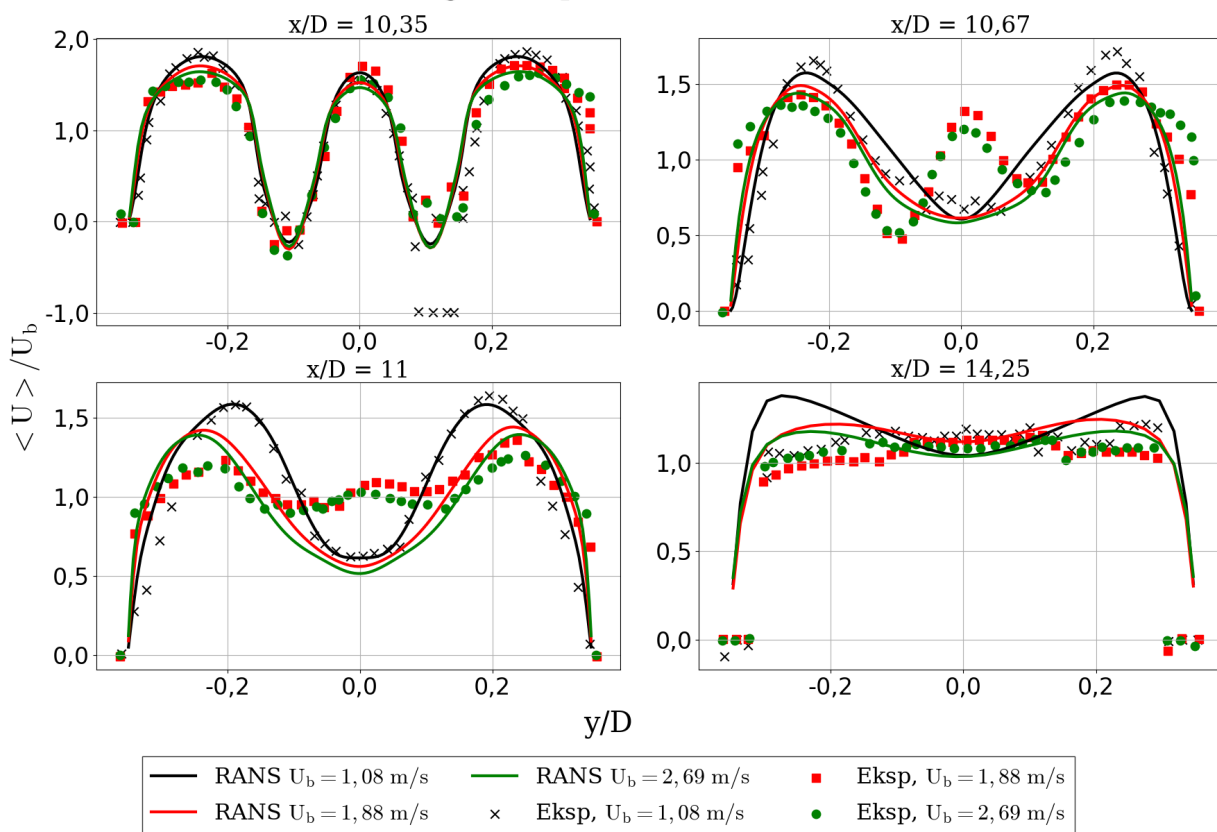 x/D = 10,35
x/D = 10,67
2,0
1,0
0,0
-1,0
-0,2
0,0
0,2
1,5
1,0
0,5
0,0
-0,2
0,0
0,2
x/D = 11
x/D = 14,25
1,5
1,0
0,5
0,0
-0,2
0,0
0,2
1,0
0,5
0,0
-0,2
0,0
0,2
< U > /U_b
y/D
RANS U_b = 1,08 m/s
RANS U_b = 2,69 m/s
Eksp, U_b = 1,88 m/s
RANS U_b = 1,88 m/s
Eksp, U_b = 1,08 m/s
Eksp, U_b = 2,69 m/s